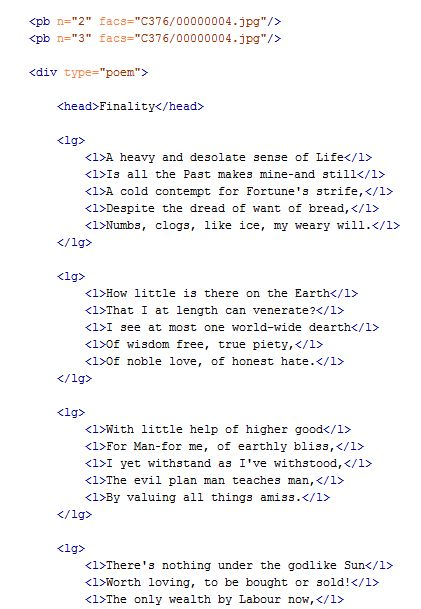 <pb n="2" facs="C376/00000004.jpg"/>
<pb n="3" facs="C376/00000004.jpg"/>
<div type="poem">
<head>Finality</head>
<lg>
<l>A heavy and desolate sense of Life</l>
<l>Is all the Past makes mine-and still</l>
<l>A cold contempt for Fortune's strife,</l>
<l>Despite the dread of want of bread,</l>
<l>Numbs, clogs, like ice, my weary will.</l>
</lg>
<lg>
<l>How little is there on the Earth</l>
<l>That I at length can venerate?</l>
<l>I see at most one world-wide dearth</l>
<l>Of wisdom free, true piety,</l>
<l>Of noble love, of honest hate.</l>
</lg>
<lg>
<l>With little help of higher good</l>
<l>For Man-for me, of earthly bliss,</l>
<l>I yet withstand as I've withstood,</l>
<l>The evil plan man teaches man,</l>
<l>By valuing all things amiss.</l>
</lg>
<lg>
<l>There's nothing under the godlike Sun</l>
<l>Worth loving, to be bought or sold!</l>
<l>The only wealth by Labour now,</l>